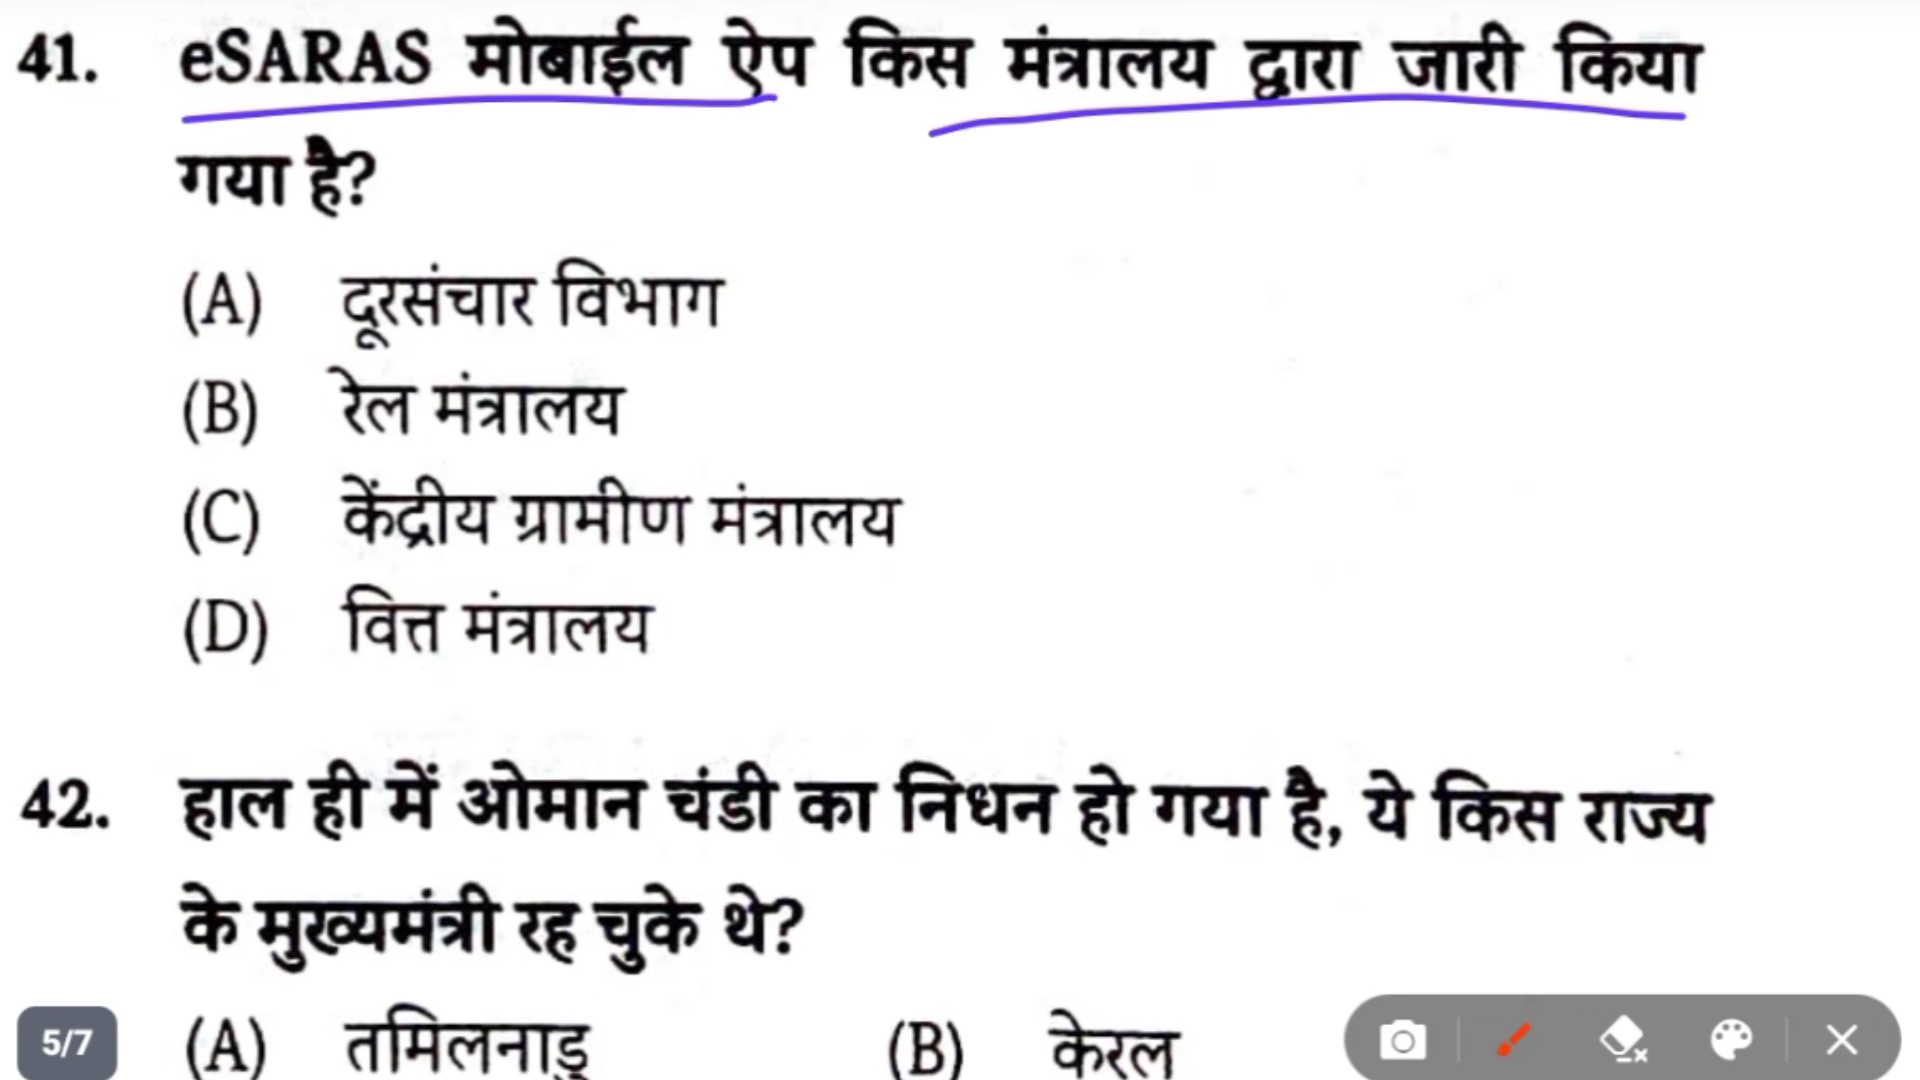 41. eSARAS मोबाईल ऐप किस मंत्रालय द्वारा जारी किया
गया है?
(A) दूरसंचार विभाग
(B) रेल मंत्रालय
(C) केंद्रीय ग्रामीण मंत्रालय
(D) वित्त मंत्रालय
42. हाल ही में ओमान चंडी का निधन हो गया है, ये किस राज्य
के मुख्यमंत्री रह चुके थे?
(A) तमिलनाडु (B) केरल
5/7